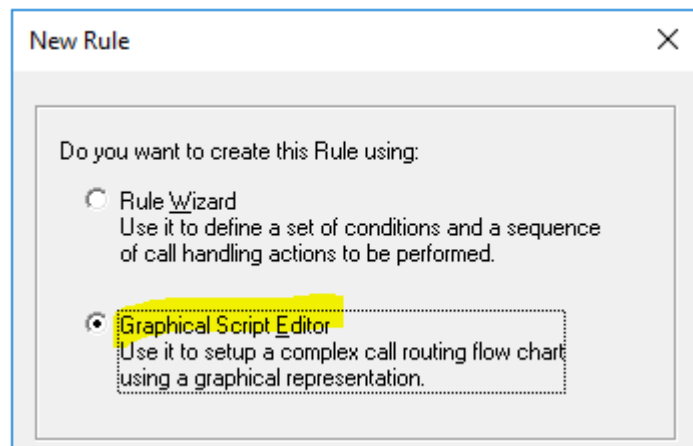 New Rule
Do you want to create this Rule using:
Rule Wizard
Use it to define a set of conditions and a sequence
of call handling actions to be performed.
Graphical Script Editor
Use it to setup a complex call routing flow chart
using a graphical representation.